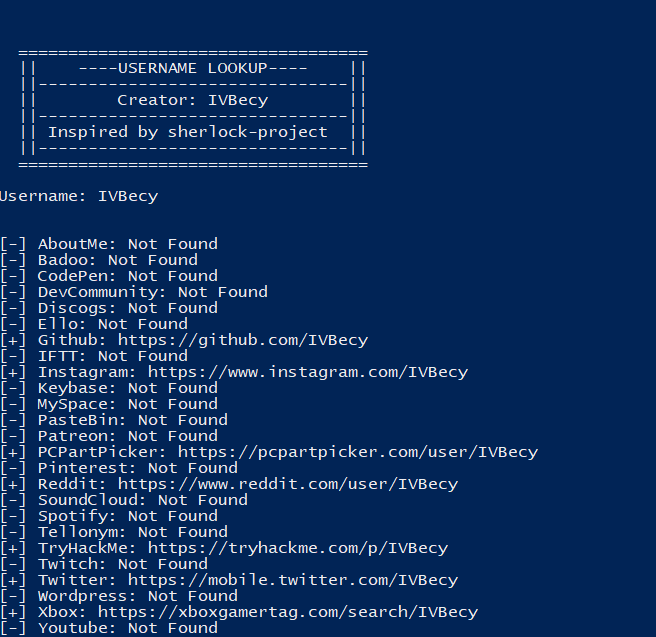 ===================================
||    ----USERNAME LOOKUP----    ||
||-------------------------------||
||        Creator: IVBecy        ||
||-------------------------------||
|| Inspired by sherlock-project  ||
||-------------------------------||
===================================
Username: IVBecy
[-] AboutMe: Not Found
[-] Badoo: Not Found
[-] CodePen: Not Found
[-] DevCommunity: Not Found
[-] Discogs: Not Found
[-] Ello: Not Found
[+] Github: https://github.com/IVBecy
[-] IFTT: Not Found
[+] Instagram: https://www.instagram.com/IVBecy
[-] Keybase: Not Found
[-] MySpace: Not Found
[-] PasteBin: Not Found
[-] Patreon: Not Found
[+] PCPartPicker: https://pcpartpicker.com/user/IVBecy
[-] Pinterest: Not Found
[+] Reddit: https://www.reddit.com/user/IVBecy
[-] SoundCloud: Not Found
[-] Spotify: Not Found
[-] Tellonym: Not Found
[+] TryHackMe: https://tryhackme.com/p/IVBecy
[-] Twitch: Not Found
[+] Twitter: https://mobile.twitter.com/IVBecy
[-] Wordpress: Not Found
[+] Xbox: https://xboxgamertag.com/search/IVBecy
[-] Youtube: Not Found